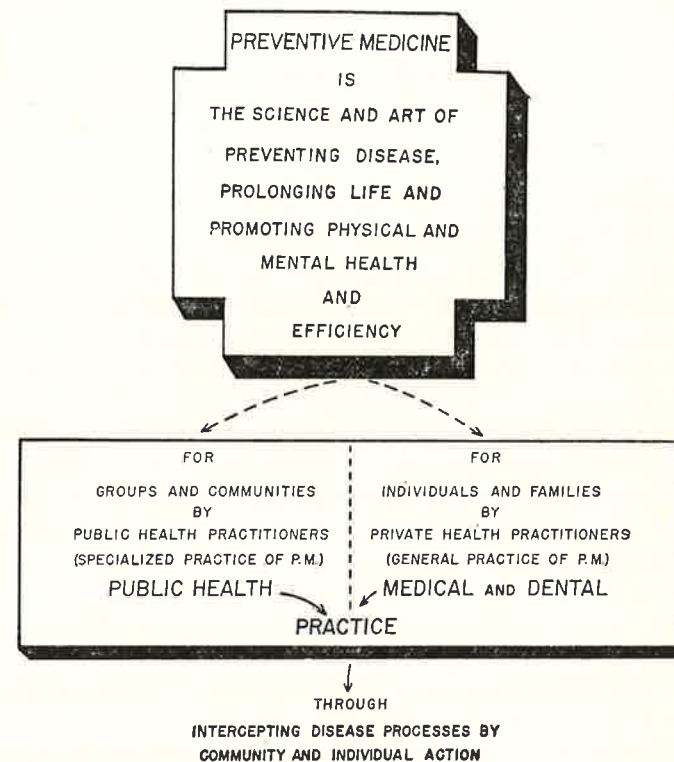 PREVENTIVE MEDICINE
IS
THE SCIENCE AND ART OF
PREVENTING DISEASE,
PROLONGING LIFE AND
PROMOTING PHYSICAL AND
MENTAL HEALTH
AND
EFFICIENCY
FOR
GROUPS AND COMMUNITIES
BY
PUBLIC HEALTH PRACTITIONERS
(SPECIALIZED PRACTICE OF P.M.)
PUBLIC HEALTH
FOR
INDIVIDUALS AND FAMILIES
BY
PRIVATE HEALTH PRACTITIONERS
(GENERAL PRACTICE OF P.M.)
MEDICAL AND DENTAL
PRACTICE
THROUGH
INTERCEPTING DISEASE PROCESSES BY
COMMUNITY AND INDIVIDUAL ACTION